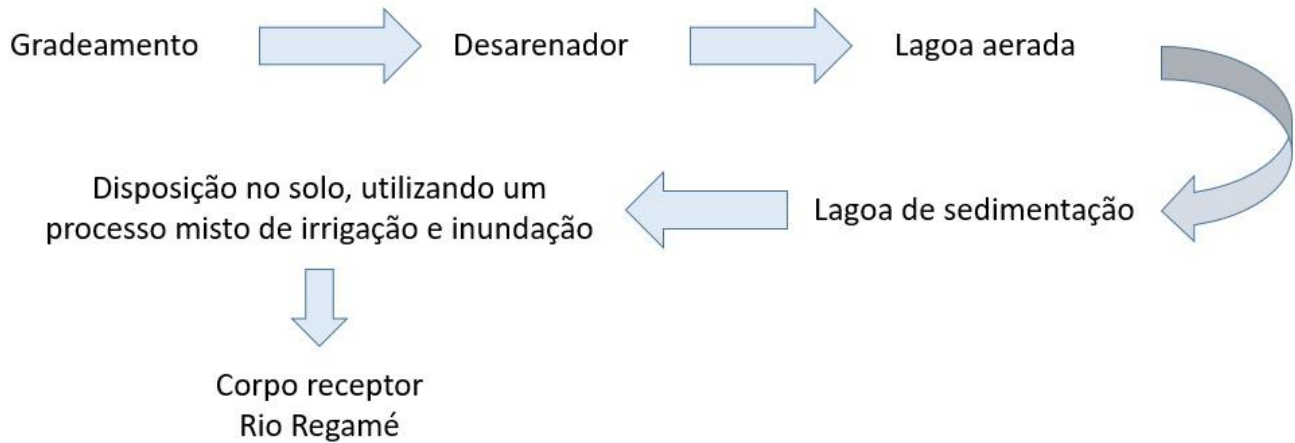 Gradeamento
Desarenador
Lagoa aerada
Lagoa de sedimentação
Disposição no solo, utilizando um
processo misto de irrigação e inundação
Corpo receptor
Rio Regamé